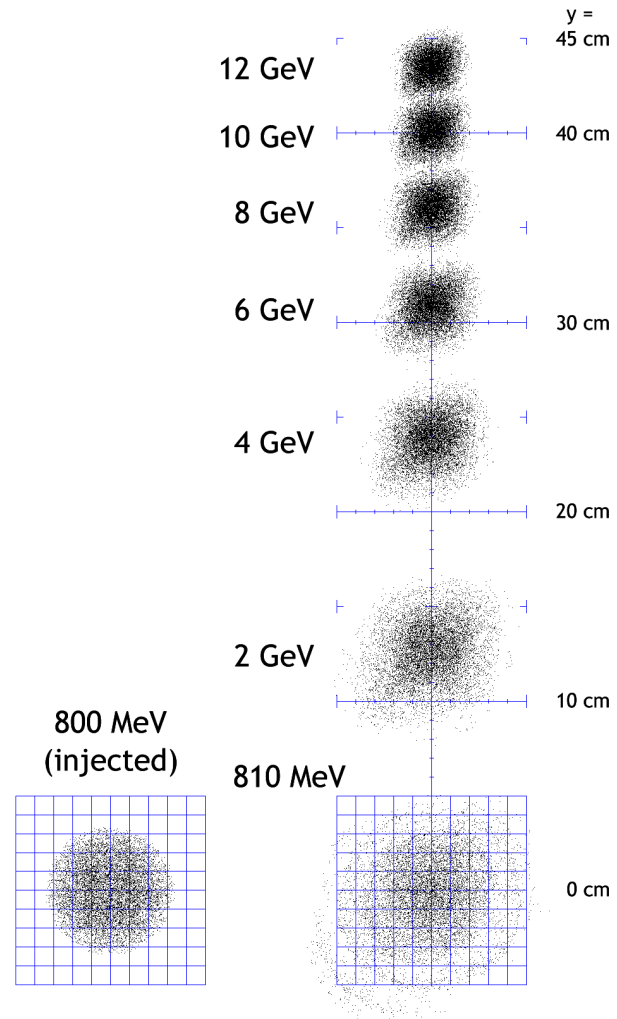 y =
45 cm
12 GeV
10 GeV
40 cm
8 GeV
6 GeV
30 cm
4 GeV
20 cm
2 GeV
10 cm
800 MeV
(injected)
810 MeV
0 cm